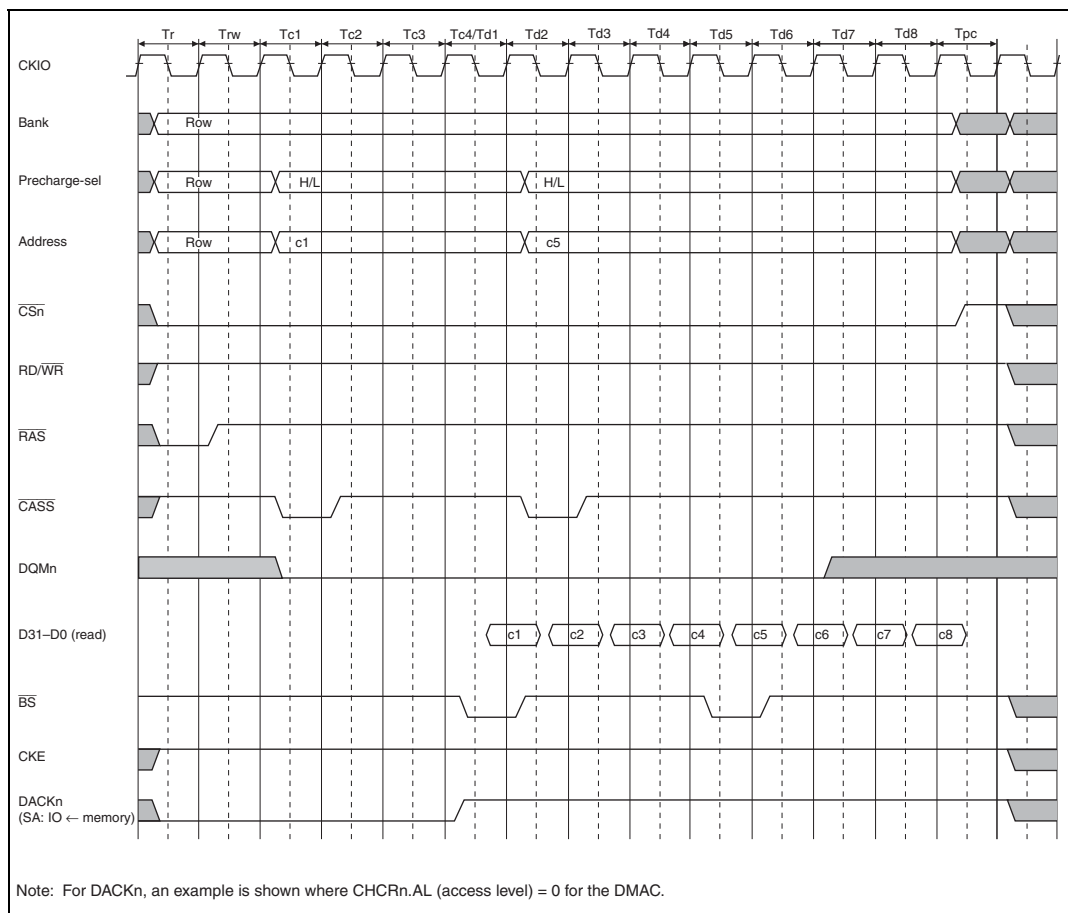 Tr Trw Tc1 Tc2 Tc3 Tc4/Td1 Td2 Td3 Td4 Td5 Td6 Td7 Td8 Tpc
CKIO
Bank Row
Precharge-sel Row H/L H/L
Address Row c1 c5
CSn
RD/WR
RAS
CASS
DQMn
D31–D0 (read) c1 c2 c3 c4 c5 c6 c7 c8
BS
CKE
DACKn
(SA: IO ← memory)
Note: For DACKn, an example is shown where CHCRn.AL (access level) = 0 for the DMAC.